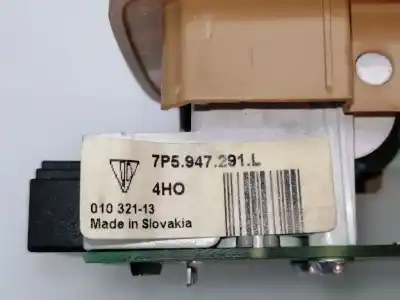 7P5.947.291.L
4HO
010 321-13
Made in Slovakia